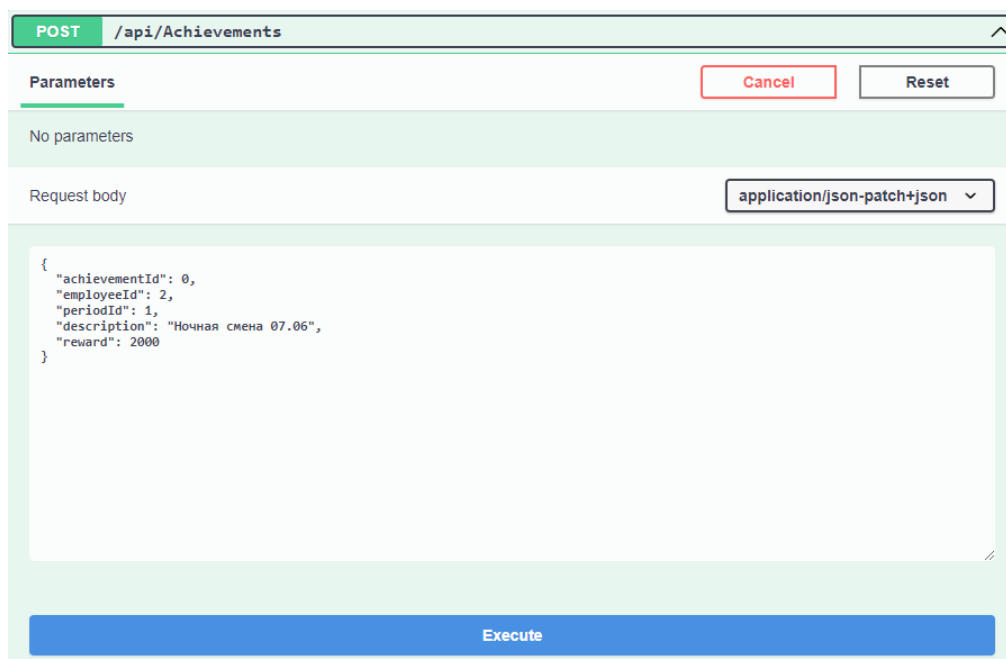 POST /api/Achievements
Parameters Cancel Reset
No parameters
Request body application/json-patch+json
{
"achievementId": 0,
"employeeId": 2,
"periodId": 1,
"description": "Ночная смена 07.06",
"reward": 2000
}
Execute